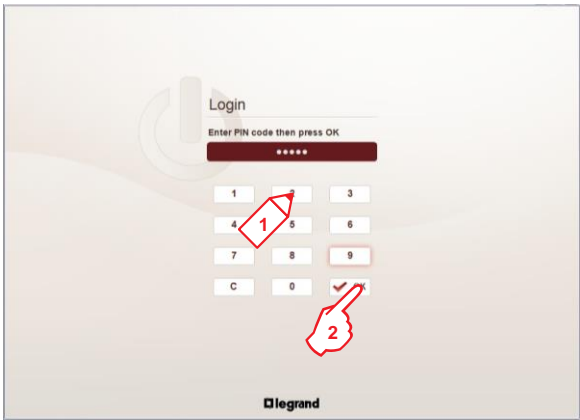 Login
Enter PIN code then press OK
•••••
1 2 3
4 5 6
7 8 9
C 0 OK
1
2
legrand